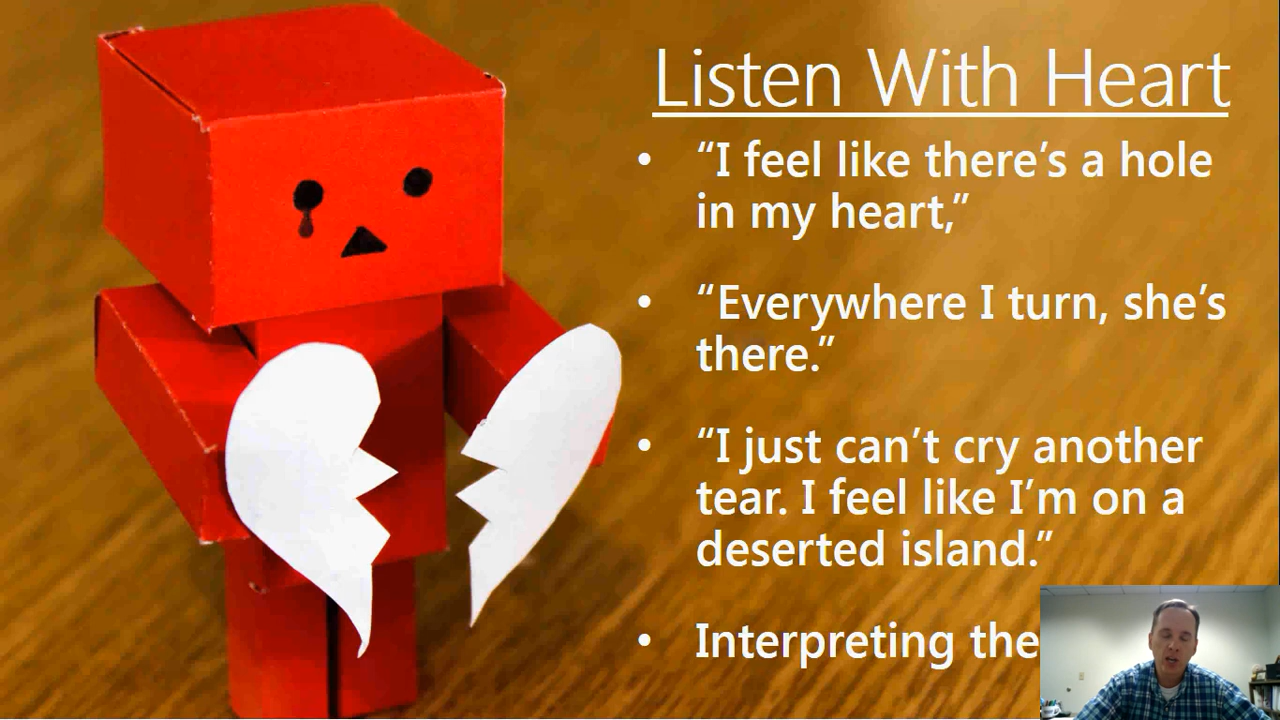 Listen With Heart
• “I feel like there’s a hole
in my heart,”
• “Everywhere I turn, she’s
there.”
• “I just can’t cry another
tear. I feel like I’m on a
deserted island.”
• Interpreting the